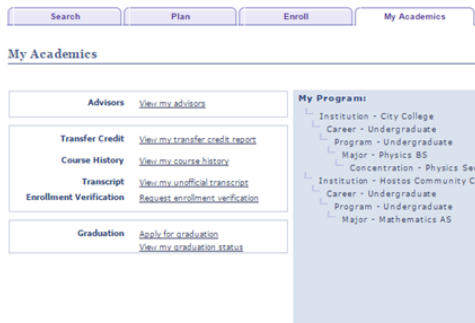 Search
Plan
Enroll
My Academics
My Academics
Advisors View my advisors
Transfer Credit View my transfer credit report
Course History View my course history
Transcript View my unofficial transcript
Enrollment Verification Request enrollment verification
Graduation Apply for graduation
View my graduation status
My Program:
Institution - City College
Career - Undergraduate
Program - Undergraduate
Major - Physics BS
Concentration - Physics Se
Institution - Hostos Community C
Career - Undergraduate
Program - Undergraduate
Major - Mathematics AS